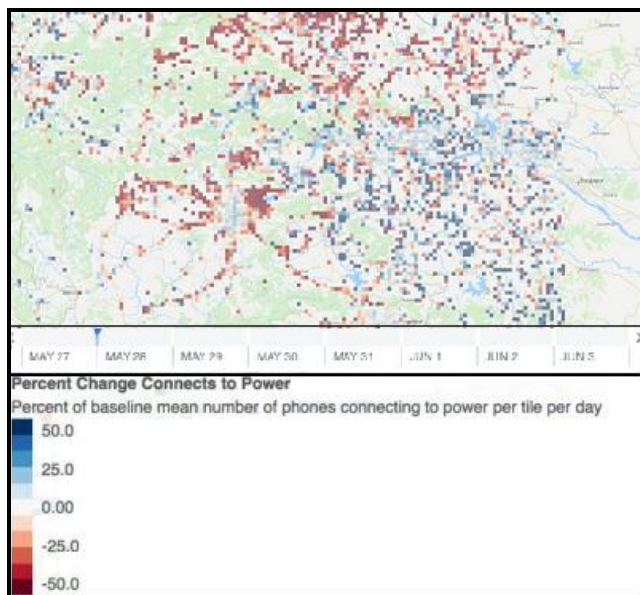 MAY 27
MAY 28
MAY 29
MAY 30
MAY 31
JUN 1
JUN 2
JUN 3
Percent Change Connects to Power
Percent of baseline mean number of phones connecting to power per tile per day
50.0
25.0
0.00
-25.0
-50.0